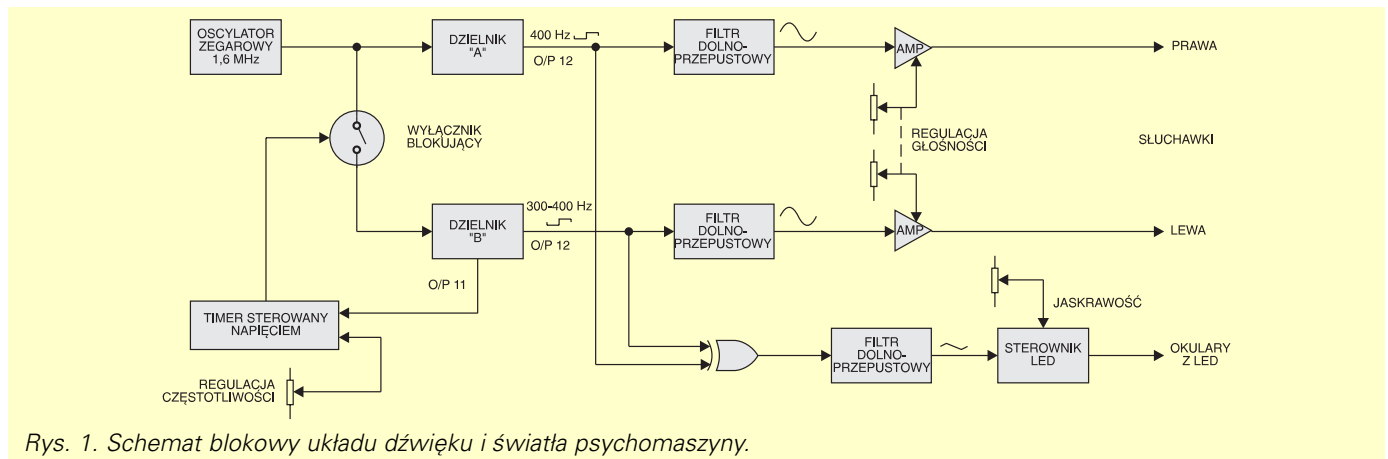 OSCYLATOR
ZEGAROWY
1,6 MHz
DZIELNIK
"A"
400 Hz
O/P 12
FILTR
DOLNO-
PRZEPUSTOWY
AMP
PRAWA
WYŁĄCZNIK
BLOKUJĄCY
REGULACJA
GŁOŚNOŚCI
SŁUCHAWKI
DZIELNIK
"B"
300-400 Hz
O/P 12
FILTR
DOLNO-
PRZEPUSTOWY
AMP
LEWA
O/P 11
TIMER STEROWANY
NAPIĘCIEM
JASKRAWOŚĆ
FILTR
DOLNO-
PRZEPUSTOWY
STEROWNIK
LED
OKULARY
Z LED
REGULACJA
CZĘSTOTLIWOŚCI
Rys. 1. Schemat blokowy układu dźwięku i światła psychomaszyny.